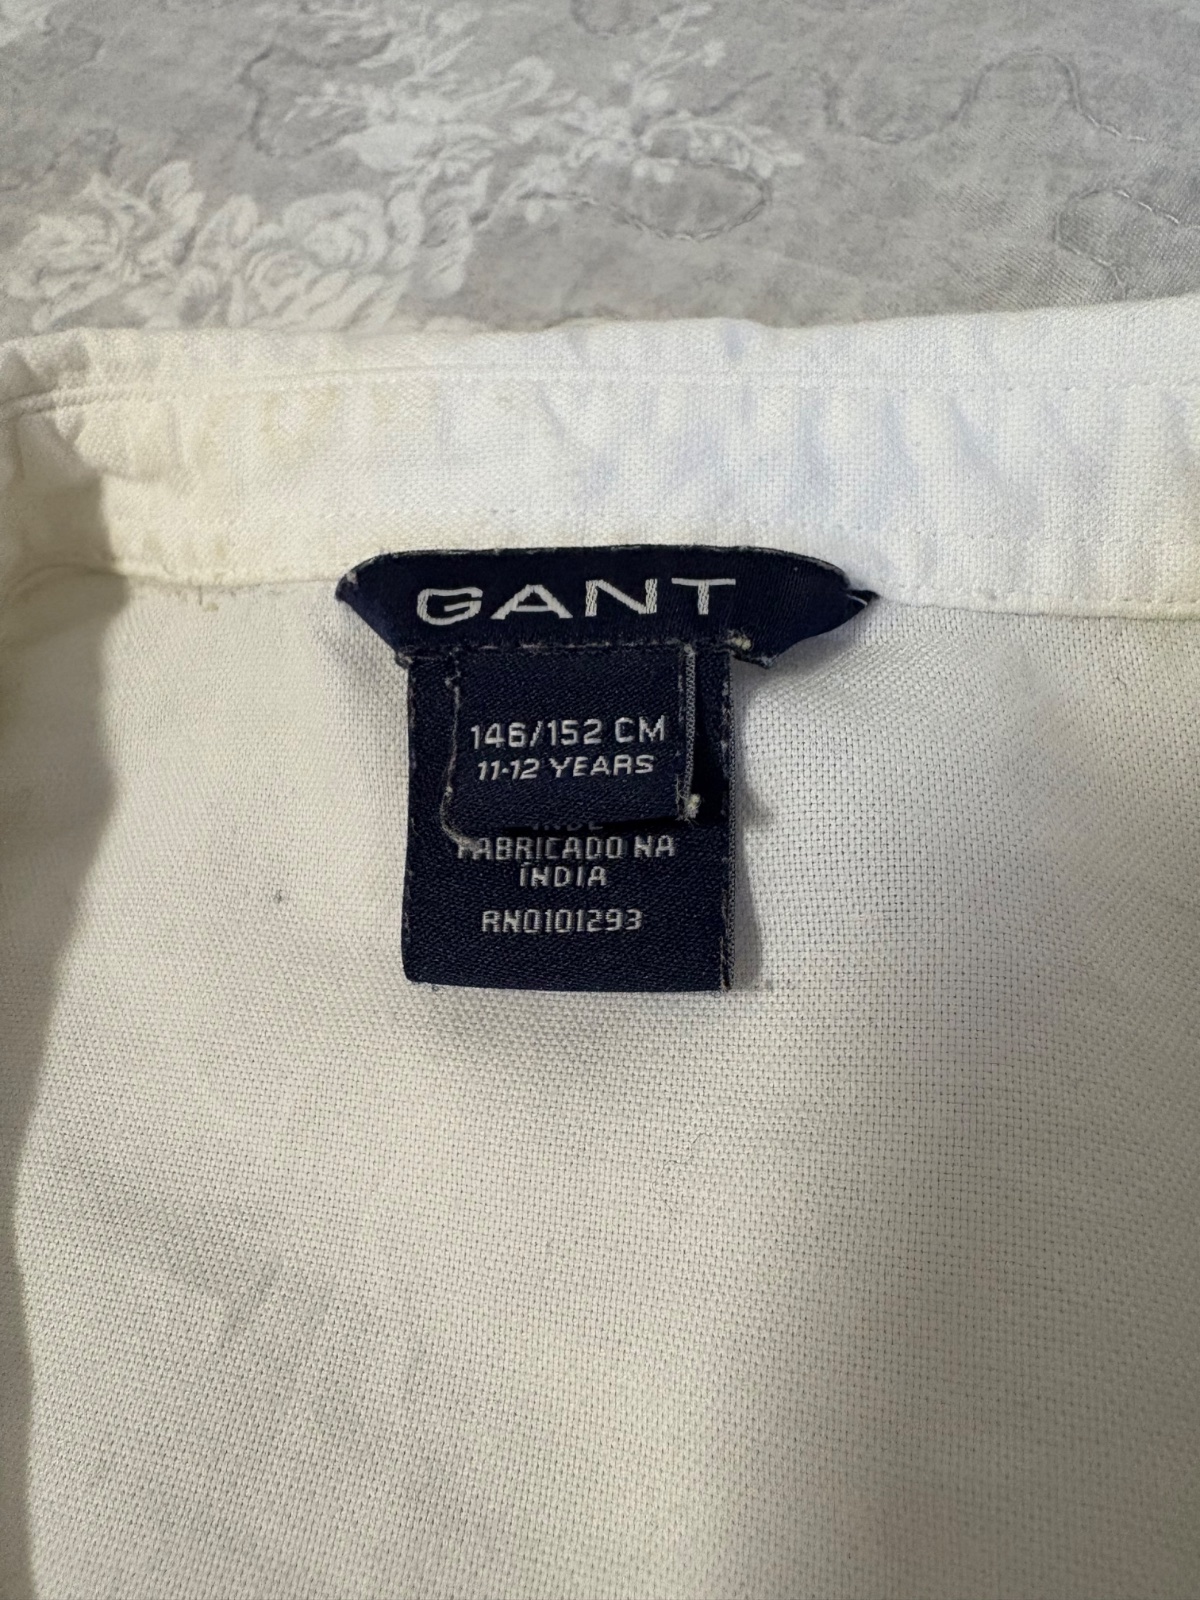 GANT
146/152 CM
11-12 YEARS
FABRICADO NA
ÍNDIA
RN0101293